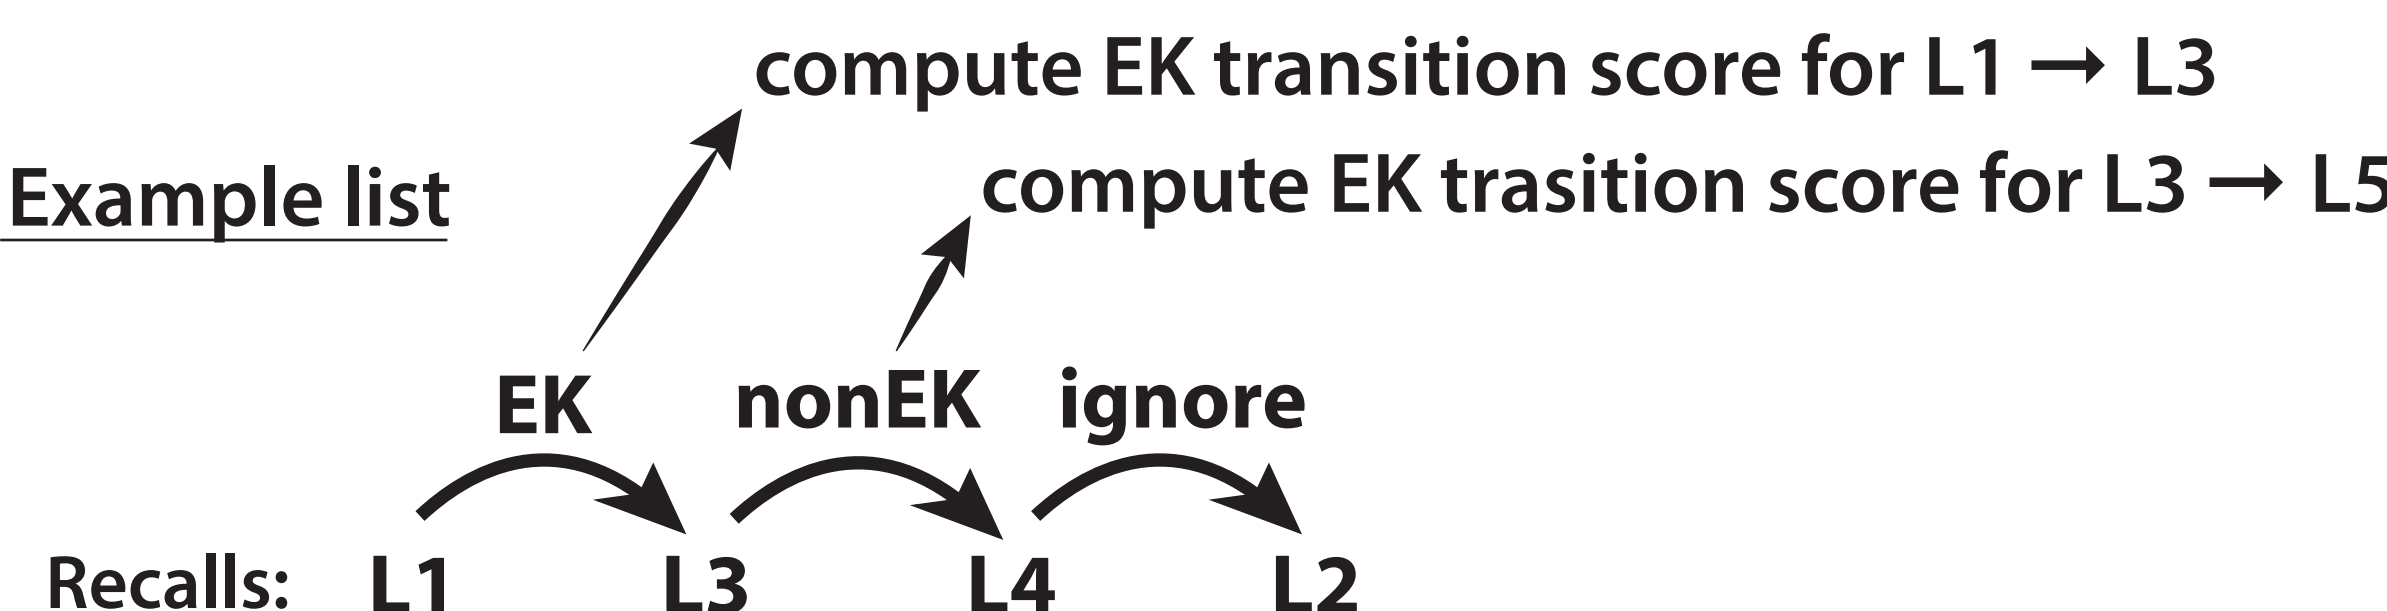 compute EK transition score for L1 → L3
Example list
compute EK trasition score for L3 → L5
EK nonEK ignore
Recalls: L1 L3 L4 L2